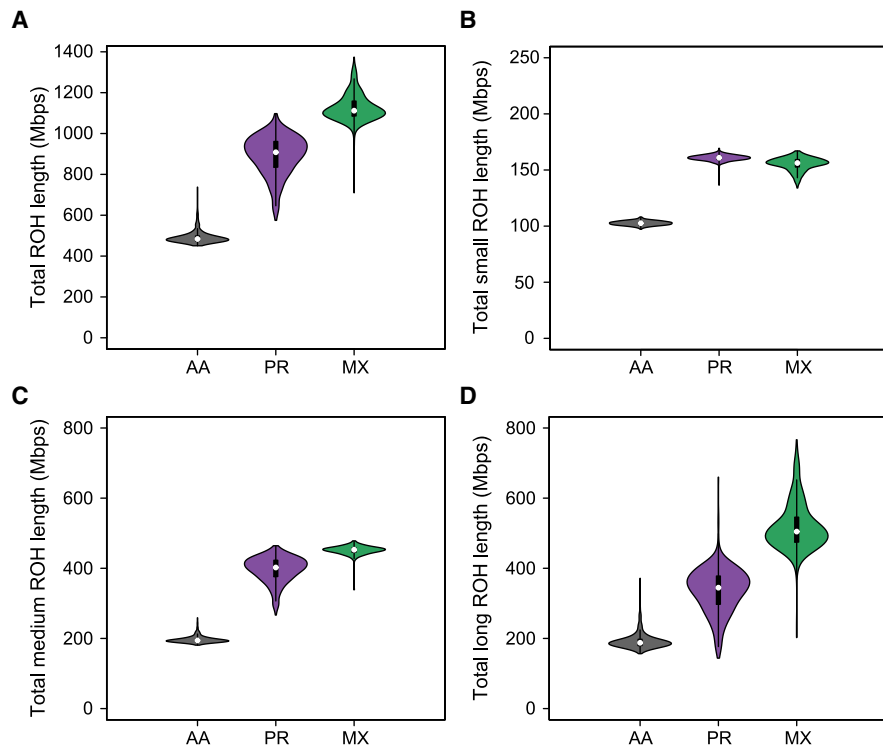 A
Total ROH length (Mbps)
1400
1200
1000
800
600
400
200
0
AA PR MX
B
Total small ROH length (Mbps)
250
200
150
100
50
0
AA PR MX
C
Total medium ROH length (Mbps)
800
600
400
200
0
AA PR MX
D
Total long ROH length (Mbps)
800
600
400
200
0
AA PR MX